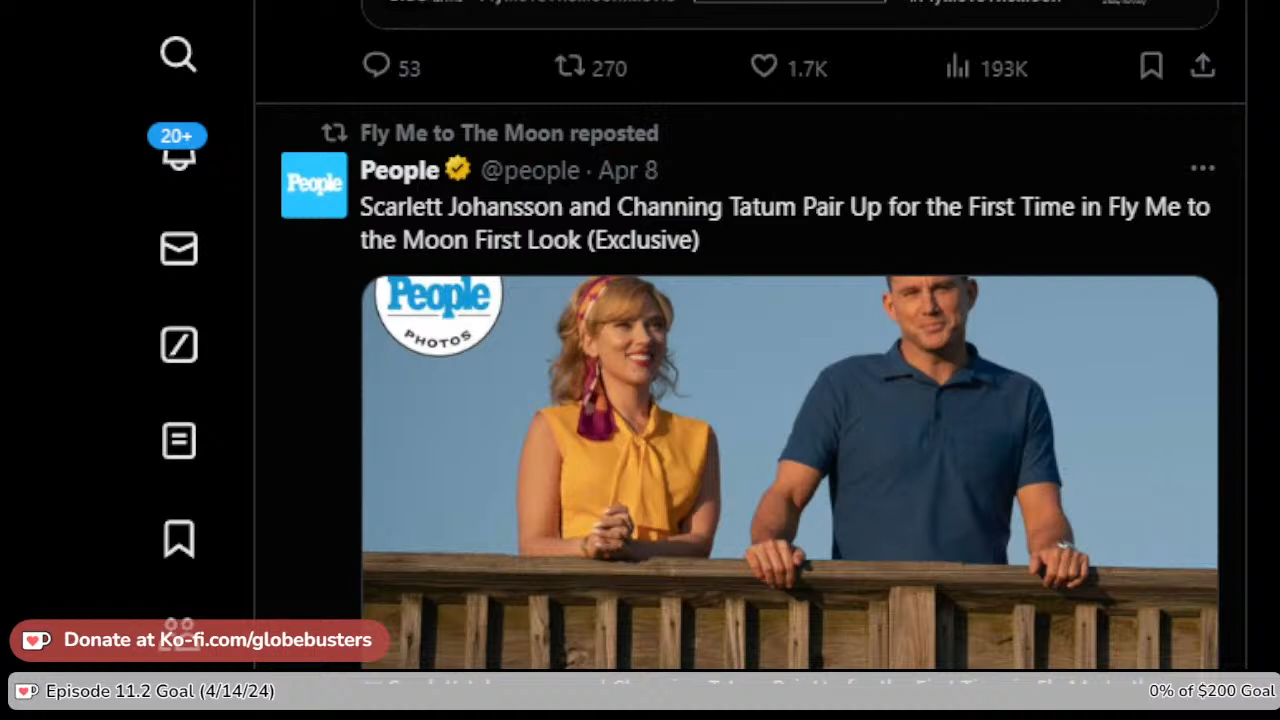 53 270 1.7K 193K
20+
Fly Me to The Moon reposted
People @people · Apr 8
People
Scarlett Johansson and Channing Tatum Pair Up for the First Time in Fly Me to
the Moon First Look (Exclusive)
People
PHOTOS
Donate at Ko-fi.com/globebusters
Episode 11.2 Goal (4/14/24) 0% of $200 Goal